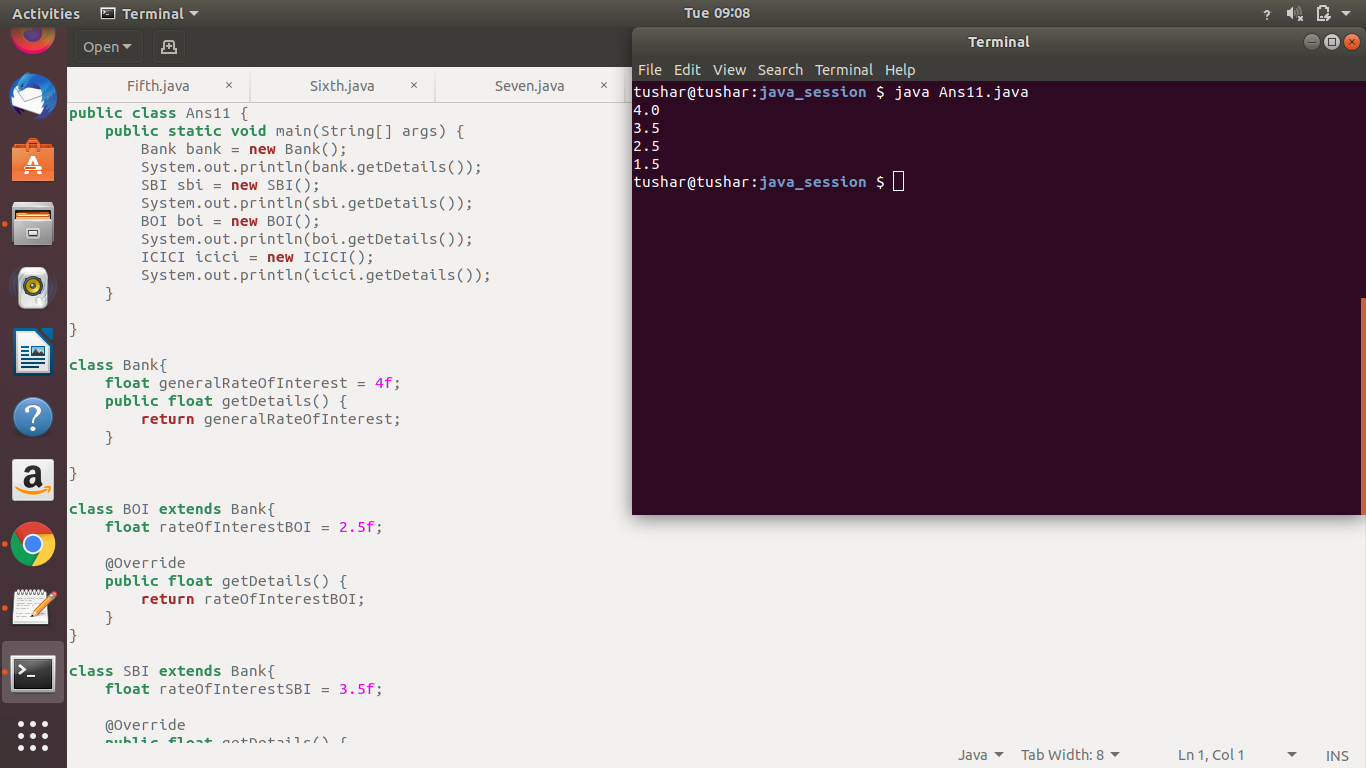 Activities Terminal Tue 09:08 ?
Open
Fifth.java × Sixth.java × Seven.java ×
public class Ans11 {
    public static void main(String[] args) {
        Bank bank = new Bank();
        System.out.println(bank.getDetails());
        SBI sbi = new SBI();
        System.out.println(sbi.getDetails());
        BOI boi = new BOI();
        System.out.println(boi.getDetails());
        ICICI icici = new ICICI();
        System.out.println(icici.getDetails());
    }
}
class Bank{
    float generalRateOfInterest = 4f;
    public float getDetails() {
        return generalRateOfInterest;
    }
}
class BOI extends Bank{
    float rateOfInterestBOI = 2.5f;
    @Override
    public float getDetails() {
        return rateOfInterestBOI;
    }
}
class SBI extends Bank{
    float rateOfInterestSBI = 3.5f;
    @Override
    public float getDetails() {
Terminal
File Edit View Search Terminal Help
tushar@tushar:java_session $ java Ans11.java
4.0
3.5
2.5
1.5
tushar@tushar:java_session $
Java Tab Width: 8 Ln 1, Col 1 INS